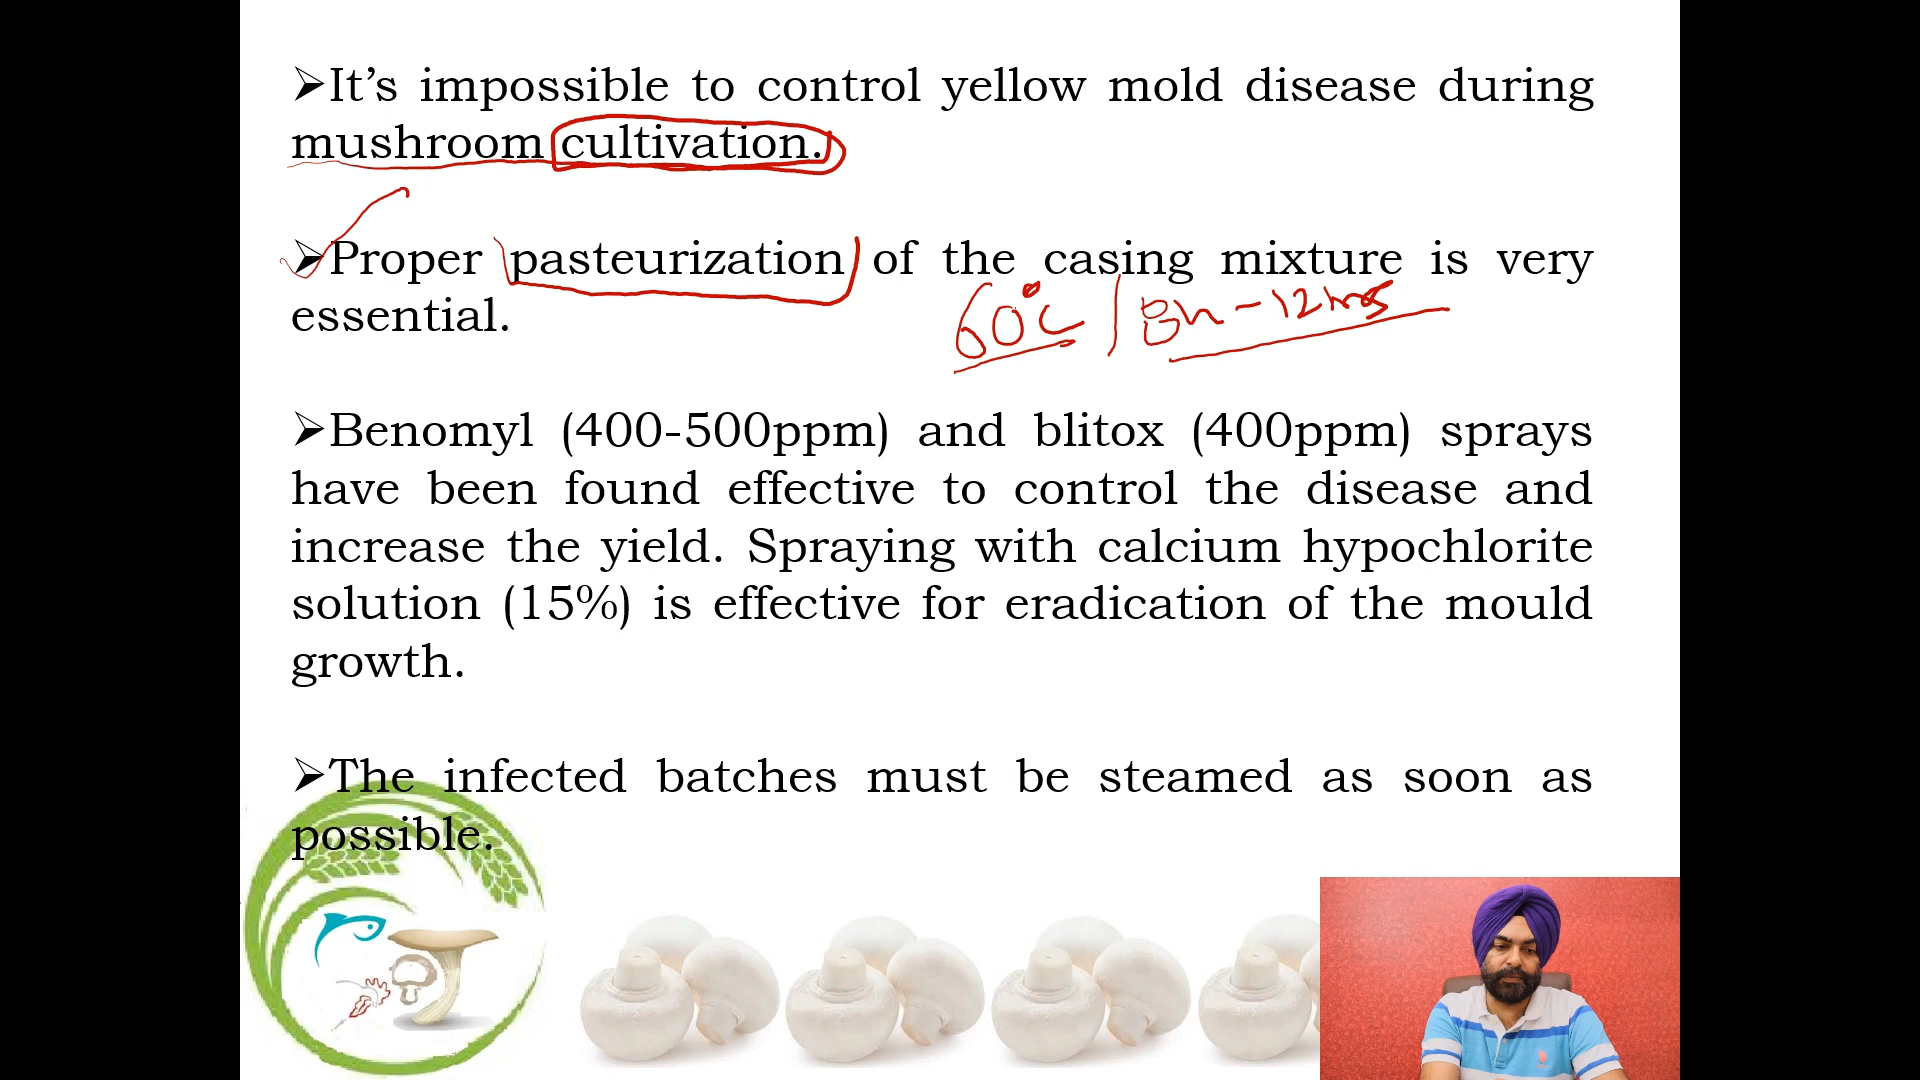 ➢It's impossible to control yellow mold disease during
mushroom cultivation.
➢Proper pasteurization of the casing mixture is very
essential.
60°C / 8h - 12 hrs
➢Benomyl (400-500ppm) and blitox (400ppm) sprays
have been found effective to control the disease and
increase the yield. Spraying with calcium hypochlorite
solution (15%) is effective for eradication of the mould
growth.
➢The infected batches must be steamed as soon as
possible.